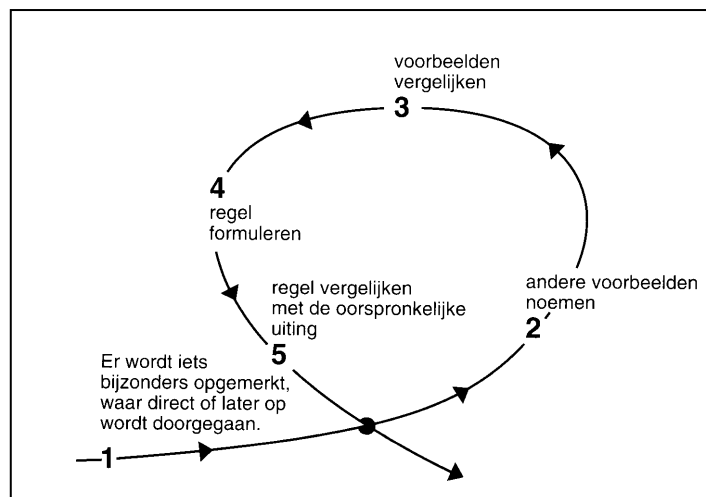 voorbeelden
vergelijken
3
4
regel
formuleren
regel vergelijken
met de oorspronkelijke
uiting
5
andere voorbeelden
noemen
2
Er wordt iets
bijzonders opgemerkt,
waar direct of later op
wordt doorgegaan.
1